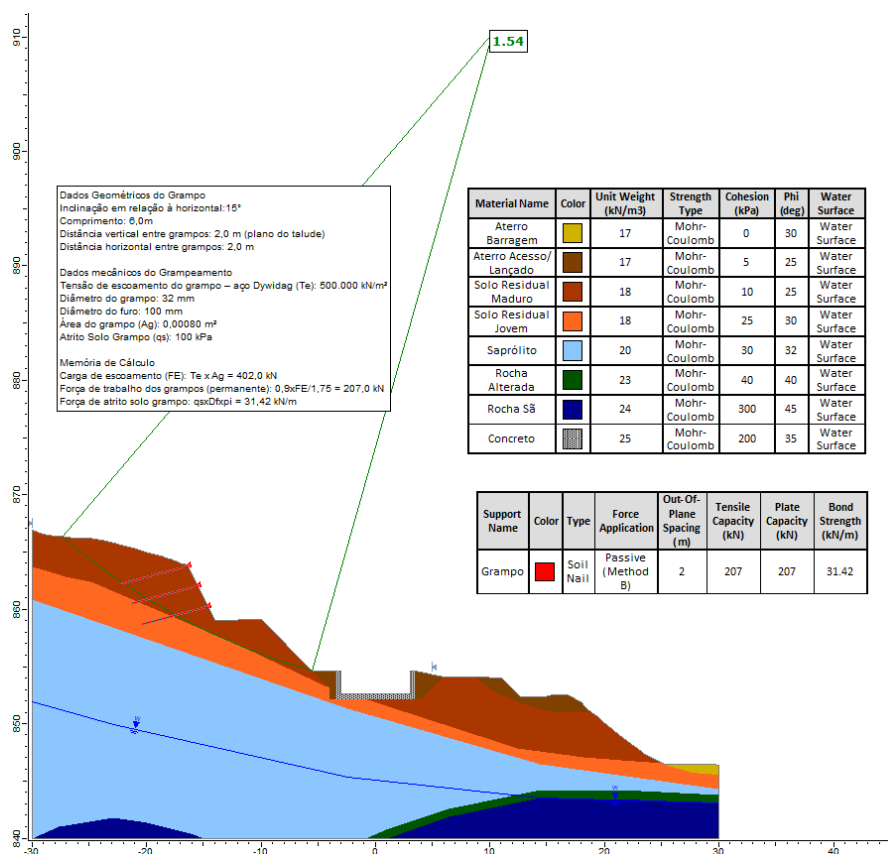 910
900
890
880
870
860
850
840
1.54
Dados Geométricos do Grampo
Inclinação em relação à horizontal:15°
Comprimento: 6,0m
Distância vertical entre grampos: 2,0 m (plano do talude)
Distância horizontal entre grampos: 2,0 m
Dados mecânicos do Grampeamento
Tensão de escoamento do grampo – aço Dywidag (Te): 500.000 kN/m²
Diâmetro do grampo: 32 mm
Diâmetro do furo: 100 mm
Área do grampo (Ag): 0,00080 m²
Atrito Solo Grampo (qs): 100 kPa
Memória de Cálculo
Carga de escoamento (FE): Te x Ag = 402,0 kN
Força de trabalho dos grampos (permanente): 0,9xFE/1,75 = 207,0 kN
Força de atrito solo grampo: qsxDfxpi = 31,42 kN/m
Material Name Color Unit Weight (kN/m3) Strength Type Cohesion (kPa) Phi (deg) Water Surface
Aterro Barragem 17 Mohr-Coulomb 0 30 Water Surface
Aterro Acesso/ Lançado 17 Mohr-Coulomb 5 25 Water Surface
Solo Residual Maduro 18 Mohr-Coulomb 10 25 Water Surface
Solo Residual Jovem 18 Mohr-Coulomb 25 30 Water Surface
Saprólito 20 Mohr-Coulomb 30 32 Water Surface
Rocha Alterada 23 Mohr-Coulomb 40 40 Water Surface
Rocha Sã 24 Mohr-Coulomb 300 45 Water Surface
Concreto 25 Mohr-Coulomb 200 35 Water Surface
Support Name Color Type Force Application Out-Of-Plane Spacing (m) Tensile Capacity (kN) Plate Capacity (kN) Bond Strength (kN/m)
Grampo Soil Nail Passive (Method B) 2 207 207 31.42
W
W
-30 -20 -10 0 10 20 30 40